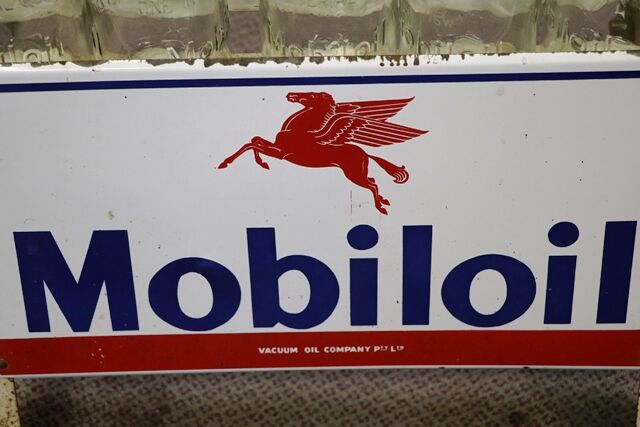 Mobiloil
VACUUM OIL COMPANY PTY LTD